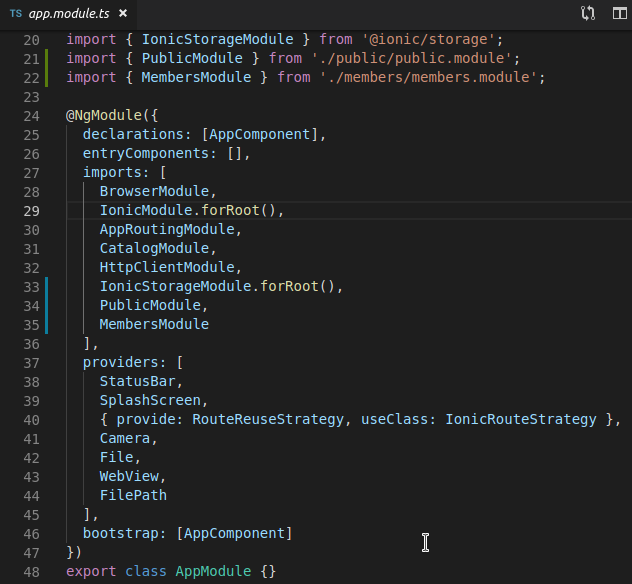 TS app.module.ts ×
20 import { IonicStorageModule } from '@ionic/storage';
21 import { PublicModule } from './public/public.module';
22 import { MembersModule } from './members/members.module';
23
24 @NgModule({
25   declarations: [AppComponent],
26   entryComponents: [],
27   imports: [
28     BrowserModule,
29     IonicModule.forRoot(),
30     AppRoutingModule,
31     CatalogModule,
32     HttpClientModule,
33     IonicStorageModule.forRoot(),
34     PublicModule,
35     MembersModule
36   ],
37   providers: [
38     StatusBar,
39     SplashScreen,
40     { provide: RouteReuseStrategy, useClass: IonicRouteStrategy },
41     Camera,
42     File,
43     WebView,
44     FilePath
45   ],
46   bootstrap: [AppComponent]
47 })
48 export class AppModule {}